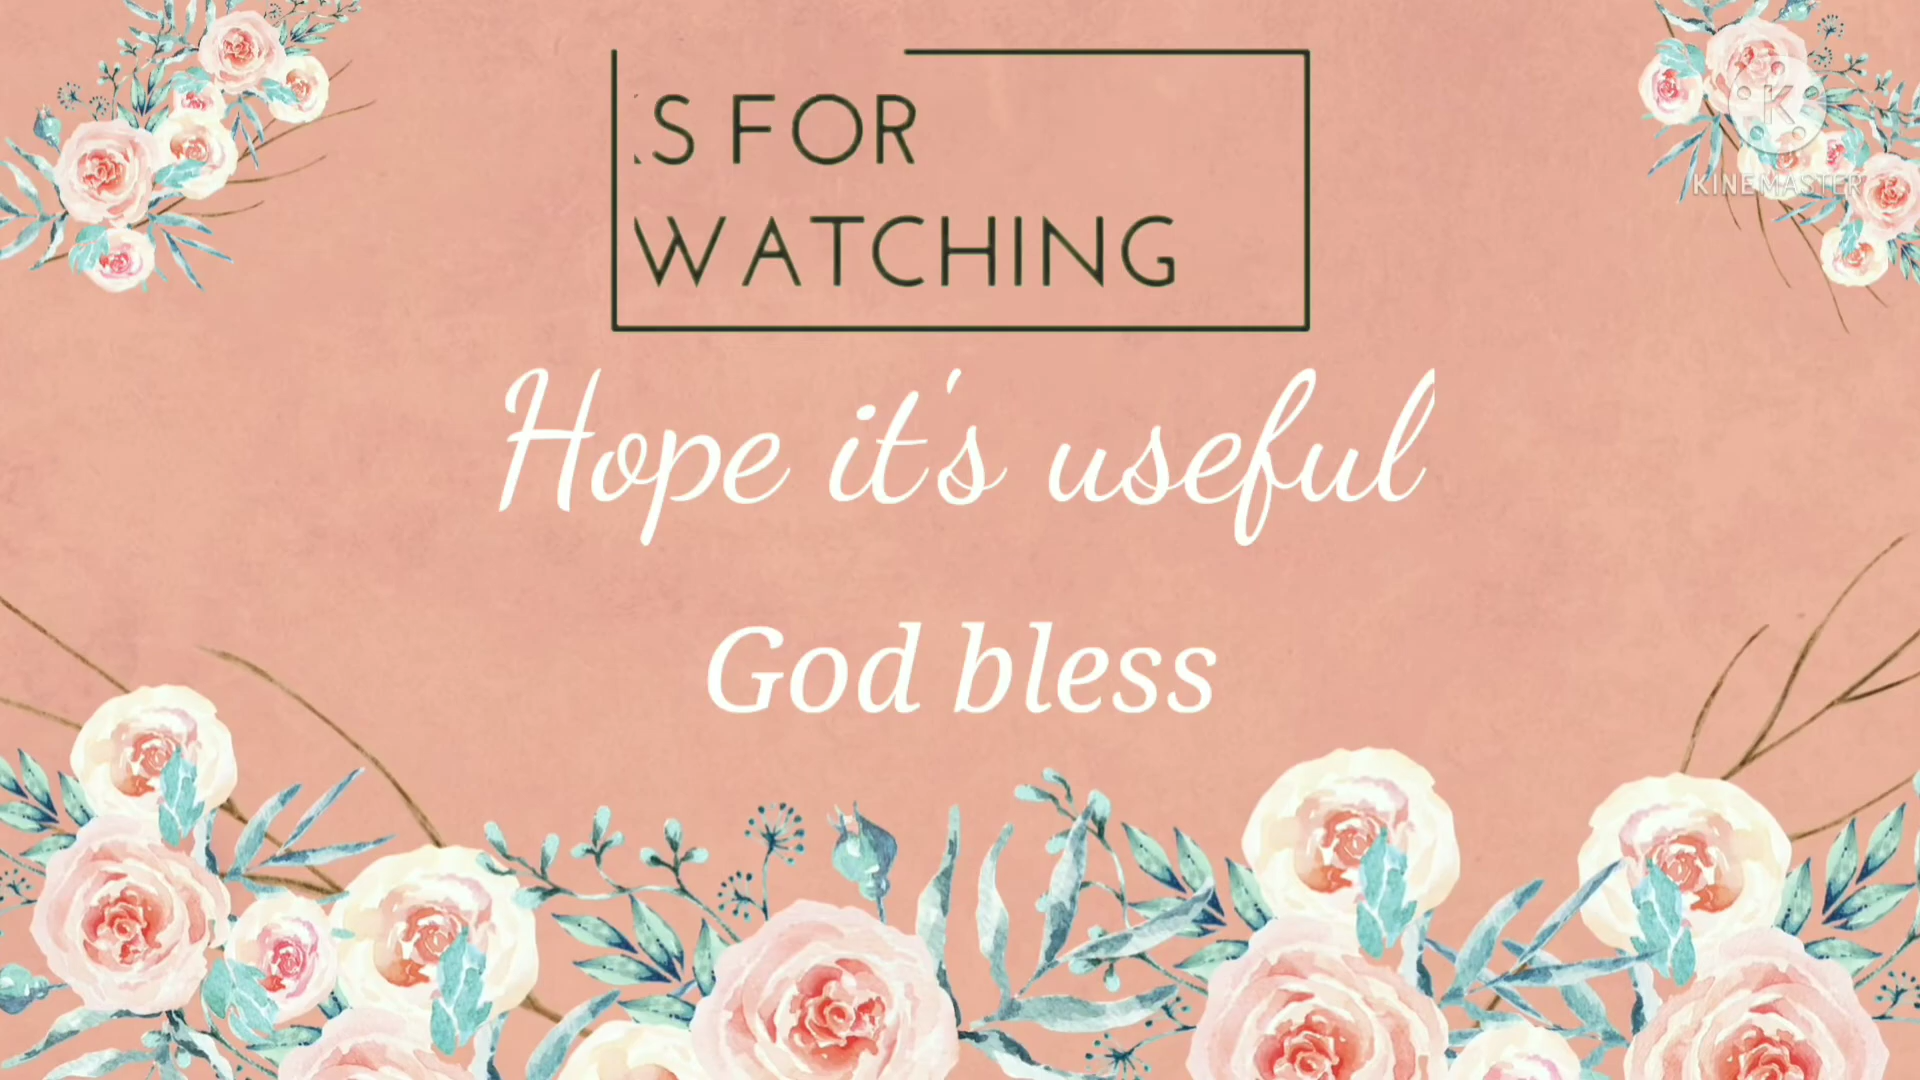 S FOR
WATCHING
Hope it's useful
God bless
KINEMASTER